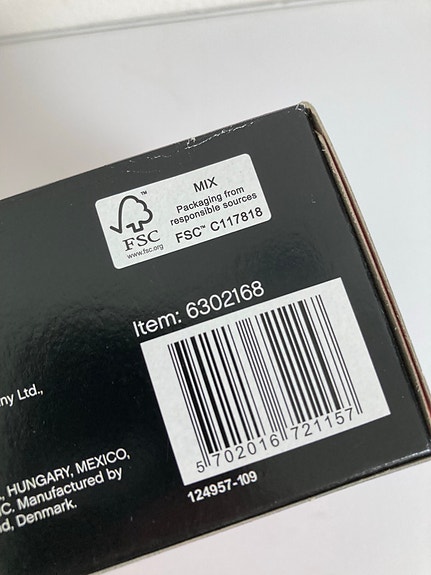 ™
FSC
www.fsc.org
MIX
Packaging from
responsible sources
FSC™ C117818
Item: 6302168
5 702016 721157
124957-109
ny Ltd.,
, HUNGARY, MEXICO,
C. Manufactured by
d, Denmark.